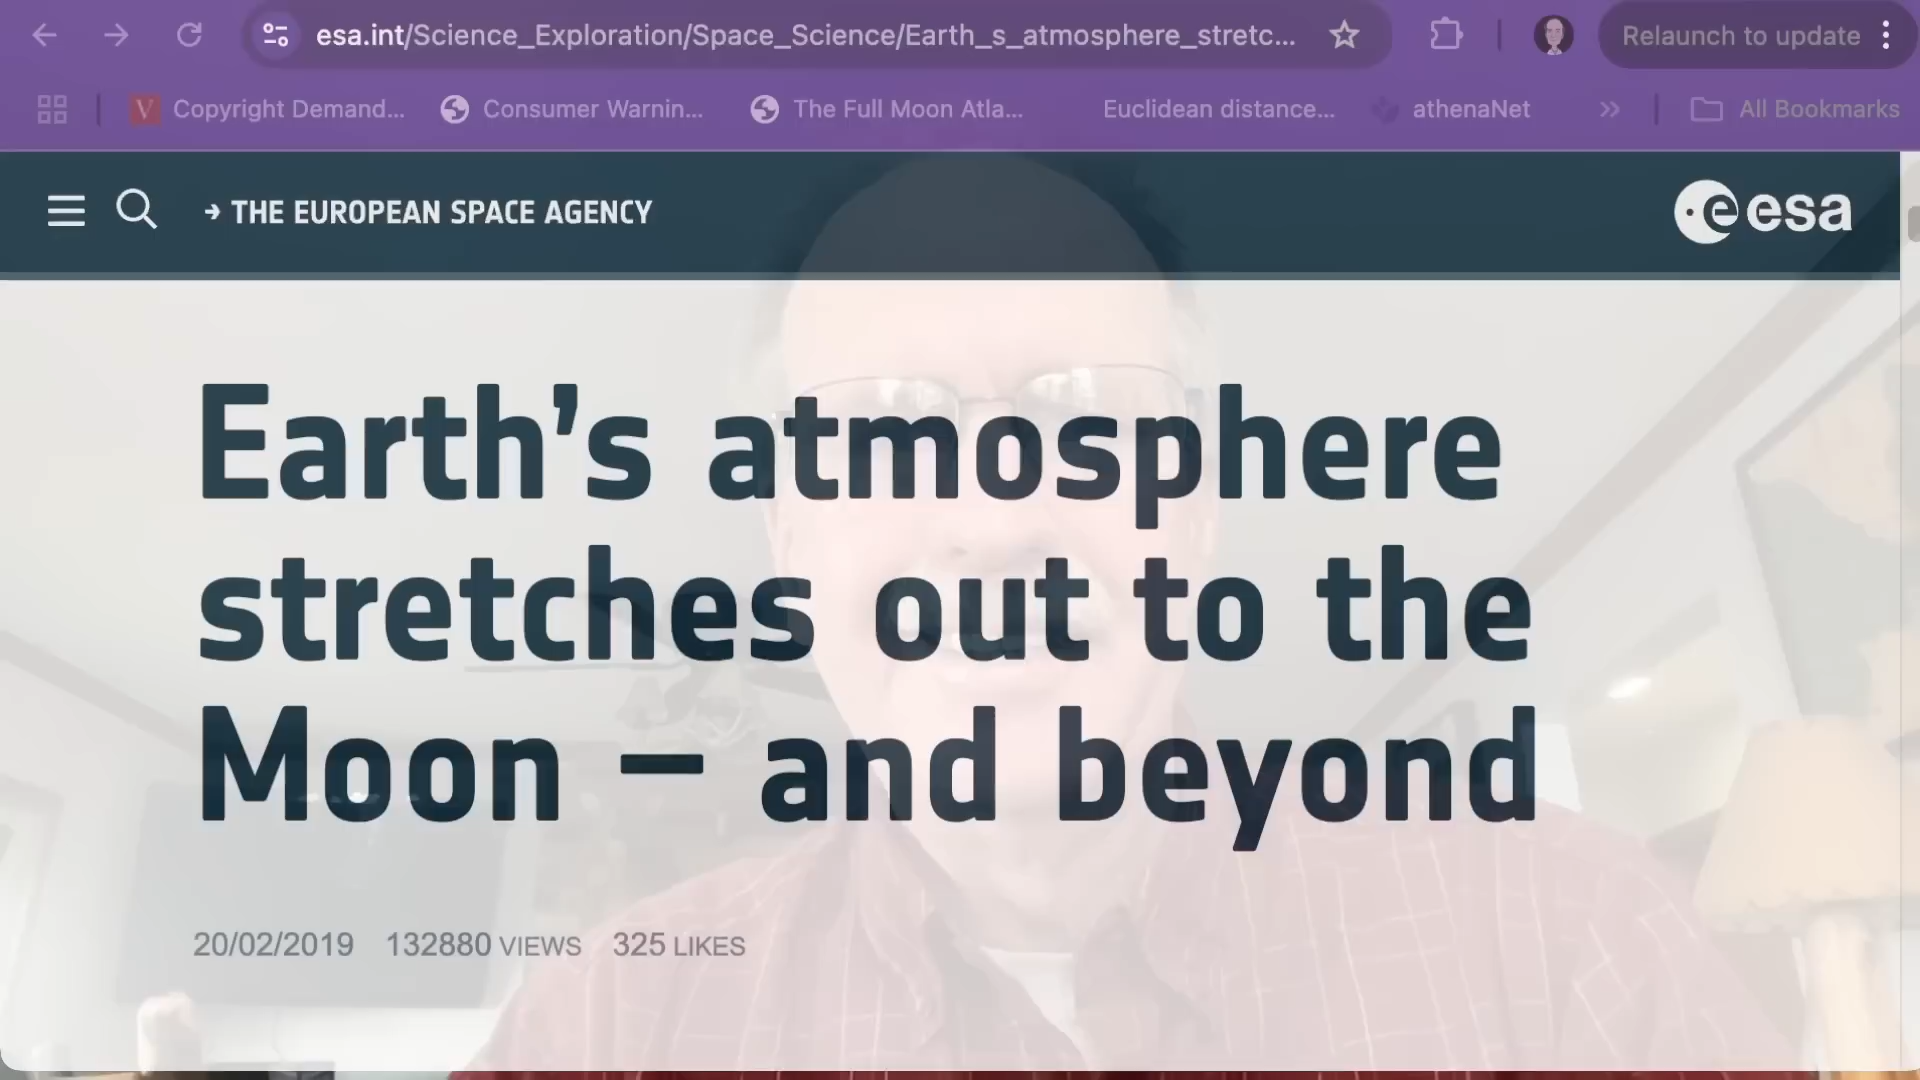 esa.int/Science_Exploration/Space_Science/Earth_s_atmosphere_stretc...
Relaunch to update
V Copyright Demand...
Consumer Warnin...
The Full Moon Atla...
Euclidean distance...
athenaNet
All Bookmarks
THE EUROPEAN SPACE AGENCY
esa
Earth’s atmosphere
stretches out to the
Moon – and beyond
20/02/2019 132880 VIEWS 325 LIKES